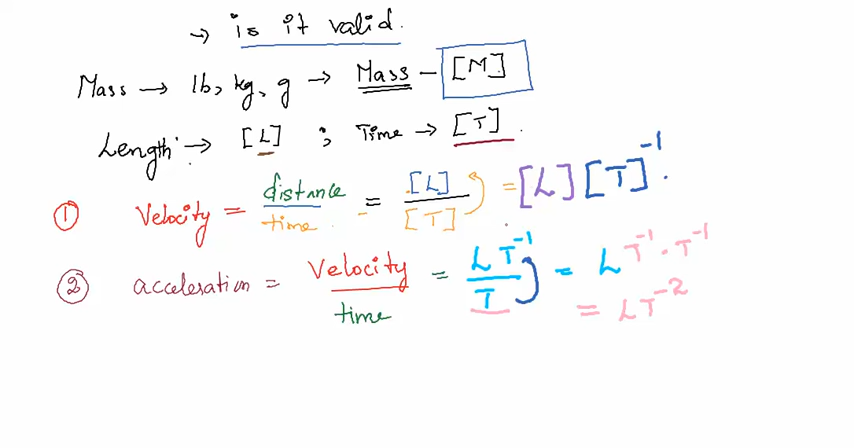 → is it valid.
Mass → lb, kg, g → Mass - [M]
Length → [L] ; Time → [T]
① Velocity = distance / time = [L] / [T] = [L] [T]⁻¹.
② acceleration = Velocity / time = LT⁻¹ / T = L T⁻¹ · T⁻¹
= LT⁻²